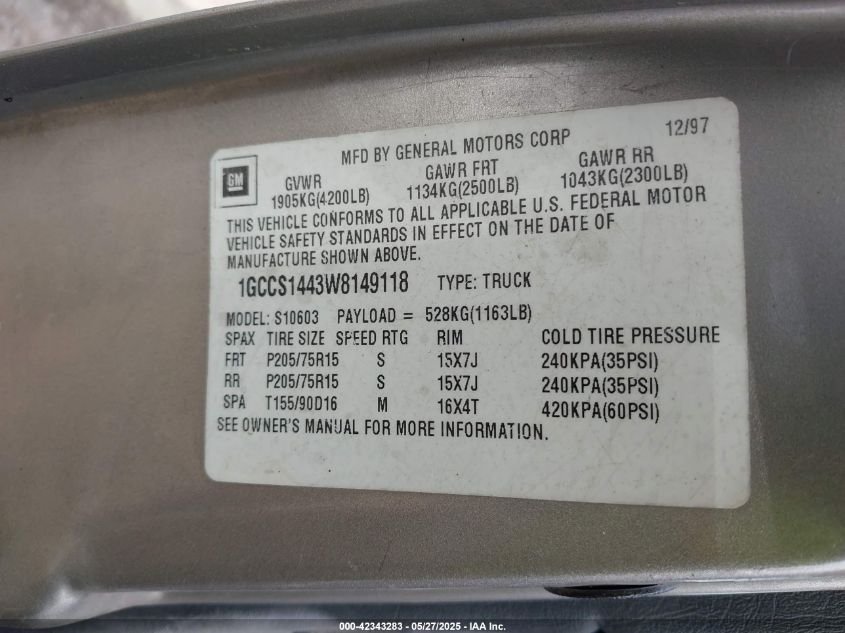 12/97
MFD BY GENERAL MOTORS CORP
GM
GVWR GAWR FRT GAWR RR
1905KG(4200LB) 1134KG(2500LB) 1043KG(2300LB)
THIS VEHICLE CONFORMS TO ALL APPLICABLE U.S. FEDERAL MOTOR
VEHICLE SAFETY STANDARDS IN EFFECT ON THE DATE OF
MANUFACTURE SHOWN ABOVE.
1GCCS1443W8149118 TYPE: TRUCK
MODEL: S10603 PAYLOAD = 528KG(1163LB)
SPAX TIRE SIZE SPEED RTG RIM COLD TIRE PRESSURE
FRT P205/75R15 S 15X7J 240KPA(35PSI)
RR P205/75R15 S 15X7J 240KPA(35PSI)
SPA T155/90D16 M 16X4T 420KPA(60PSI)
SEE OWNER'S MANUAL FOR MORE INFORMATION.
000-42343283 - 05/27/2025 - IAA Inc.